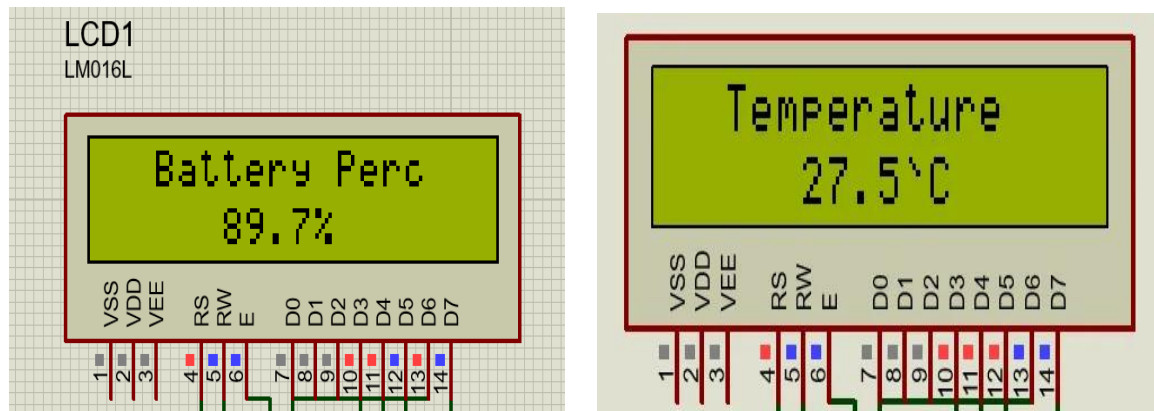 LCD1
LM016L
Battery Perc
89.7%
VSS VDD VEE RS RW E D0 D1 D2 D3 D4 D5 D6 D7
1 2 3 4 5 6 7 8 9 10 11 12 13 14
Temperature
27.5`C
VSS VDD VEE RS RW E D0 D1 D2 D3 D4 D5 D6 D7
1 2 3 4 5 6 7 8 9 10 11 12 13 14